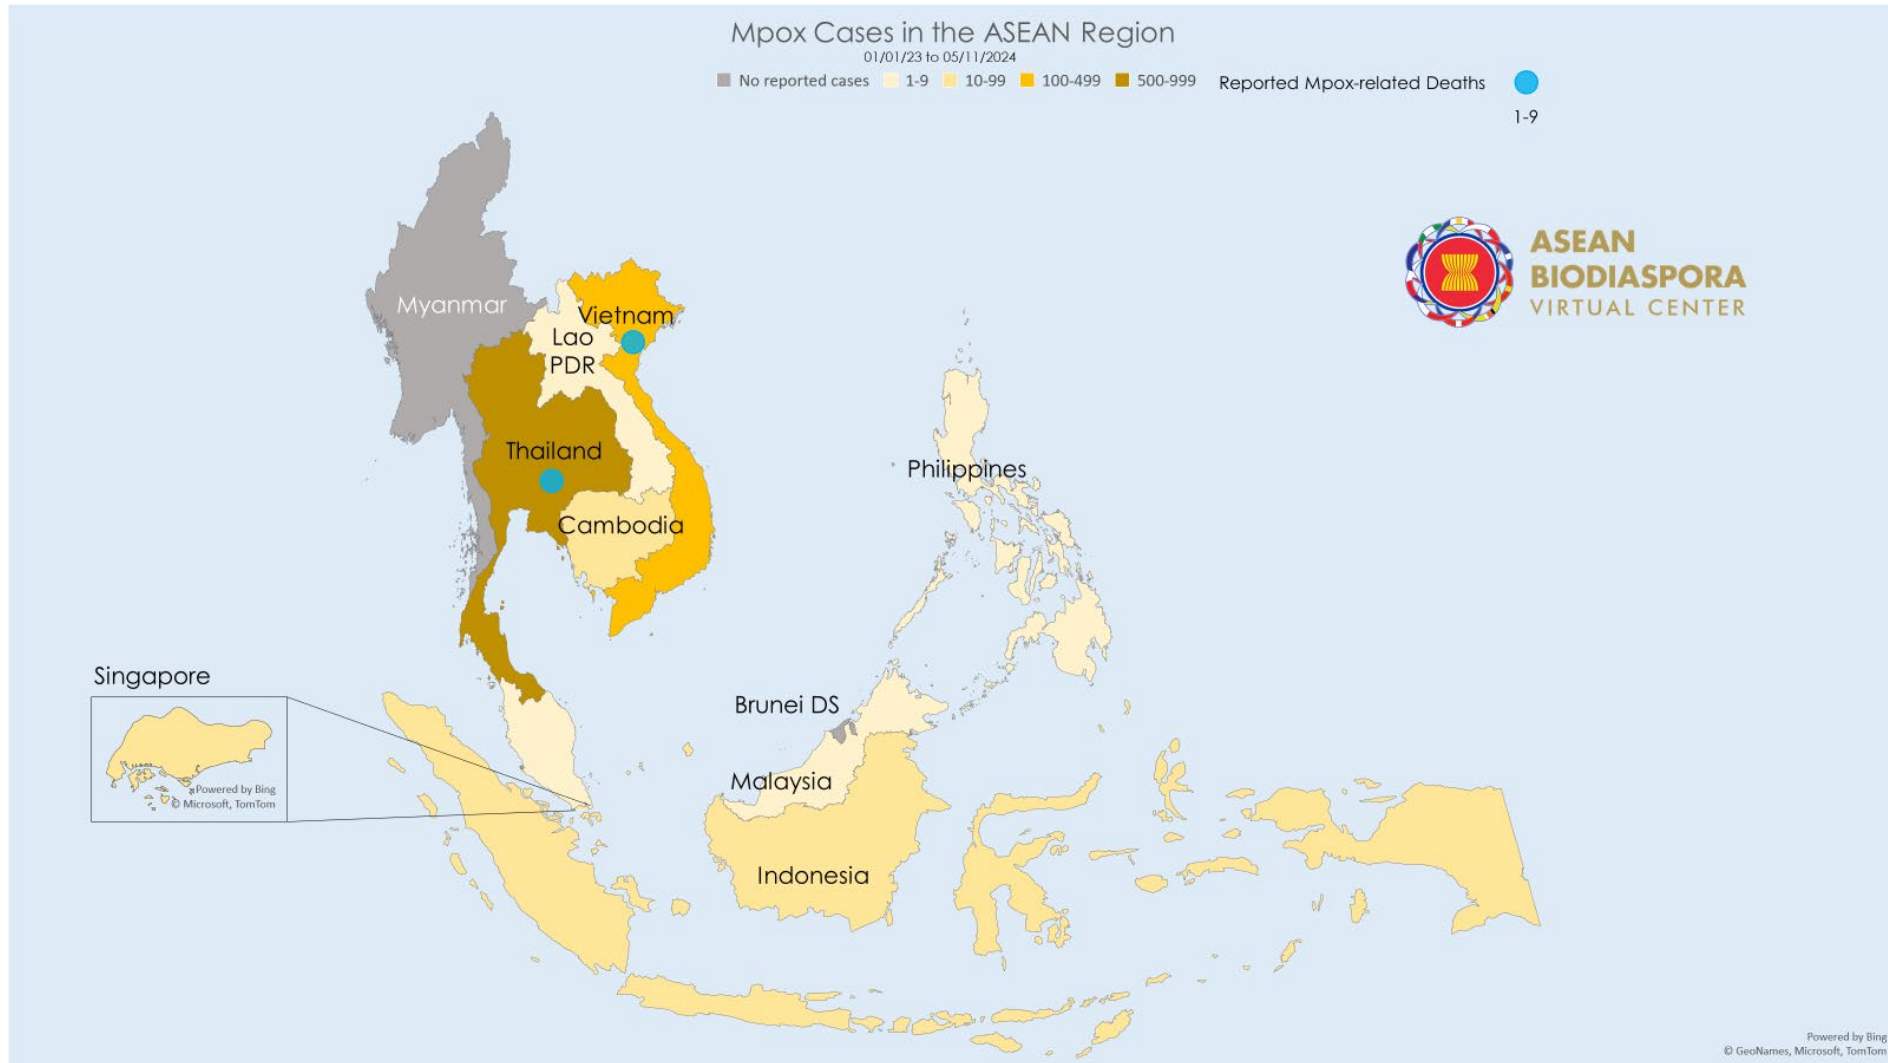 Mpox Cases in the ASEAN Region
01/01/23 to 05/11/2024
No reported cases 1-9 10-99 100-499 500-999 Reported Mpox-related Deaths
1-9
ASEAN
BIODIASPORA
VIRTUAL CENTER
Myanmar
Vietnam
Lao
PDR
Thailand
Philippines
Cambodia
Singapore
Powered by Bing
© Microsoft, TomTom
Brunei DS
Malaysia
Indonesia
Powered by Bing
© GeoNames, Microsoft, TomTom